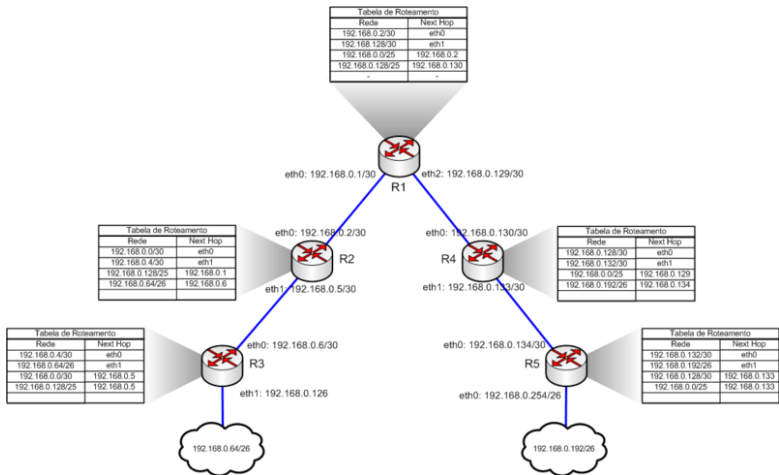 Tabela de Roteamento
Rede Next Hop
192.168.0.2/30 eth0
192.168.128/30 eth1
192.168.0.0/25 192.168.0.2
192.168.0.128/25 192.168.0.130
- -
R1
eth0: 192.168.0.1/30
eth2: 192.168.0.129/30
Tabela de Roteamento
Rede Next Hop
192.168.0.0/30 eth0
192.168.0.4/30 eth1
192.168.0.128/25 192.168.0.1
192.168.0.64/26 192.168.0.6
eth0: 192.168.0.2/30
R2
eth1: 192.168.0.5/30
eth0: 192.168.0.130/30
R4
eth1: 192.168.0.133/30
Tabela de Roteamento
Rede Next Hop
192.168.0.128/30 eth0
192.168.0.132/30 eth1
192.168.0.0/25 192.168.0.129
192.168.0.192/26 192.168.0.134
Tabela de Roteamento
Rede Next Hop
192.168.0.4/30 eth0
192.168.0.64/26 eth1
192.168.0.0/30 192.168.0.5
192.168.0.128/25 192.168.0.5
eth0: 192.168.0.6/30
R3
eth1: 192.168.0.126
192.168.0.64/26
eth0: 192.168.0.134/30
R5
eth0: 192.168.0.254/26
192.168.0.192/26
Tabela de Roteamento
Rede Next Hop
192.168.0.132/30 eth0
192.168.0.192/26 eth1
192.168.0.128/30 192.168.0.133
192.168.0.0/25 192.168.0.133